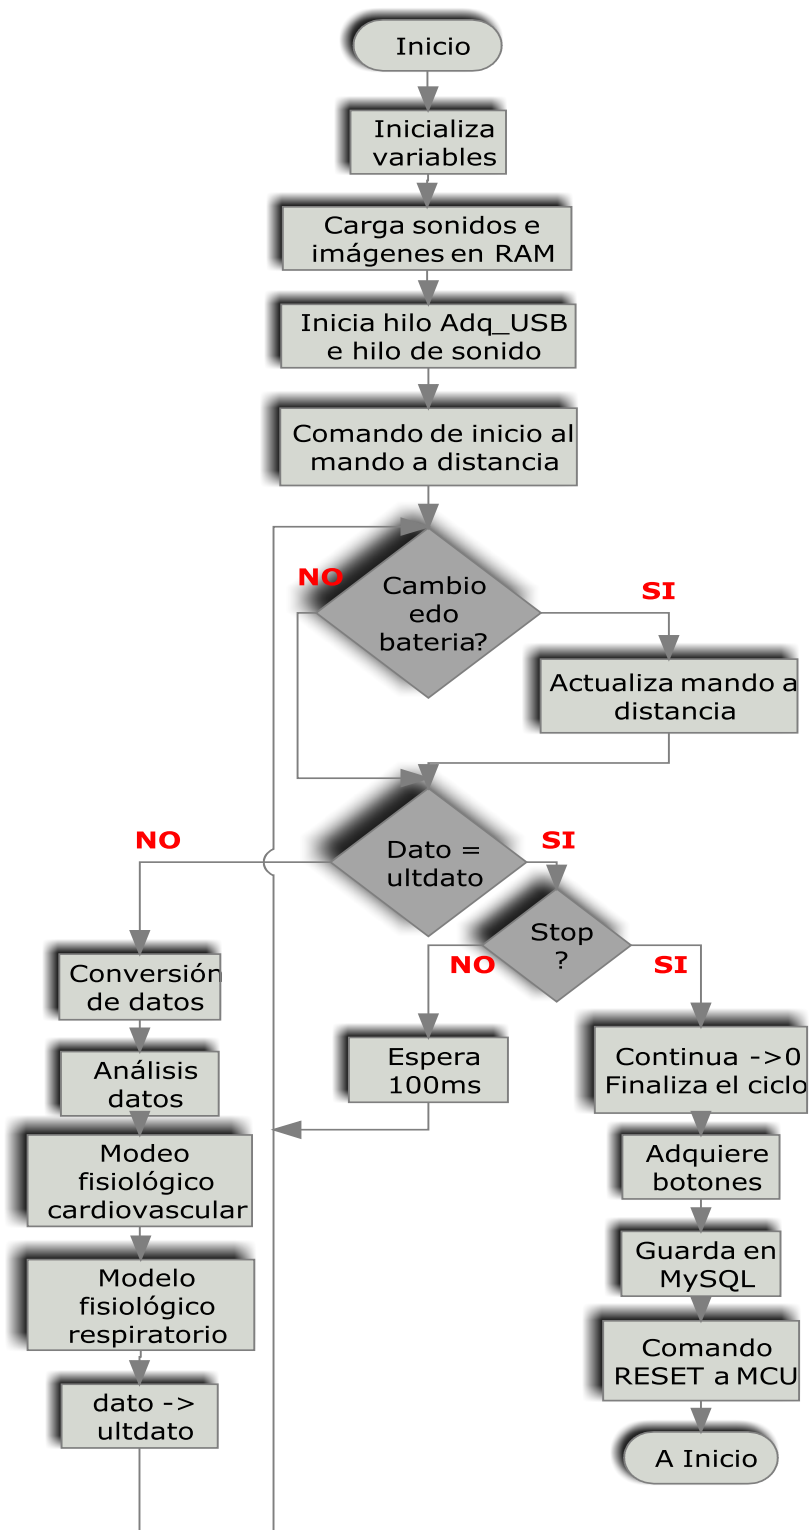 Inicio
Inicializa
variables
Carga sonidos e
imágenes en RAM
Inicia hilo Adq_USB
e hilo de sonido
Comando de inicio al
mando a distancia
NO
Cambio
edo
bateria?
SI
Actualiza mando a
distancia
NO
Dato =
ultdato
SI
Stop
?
NO
SI
Conversión
de datos
Análisis
datos
Modeo
fisiológico
cardiovascular
Modelo
fisiológico
respiratorio
dato ->
ultdato
Espera
100ms
Continua ->0
Finaliza el ciclo
Adquiere
botones
Guarda en
MySQL
Comando
RESET a MCU
A Inicio